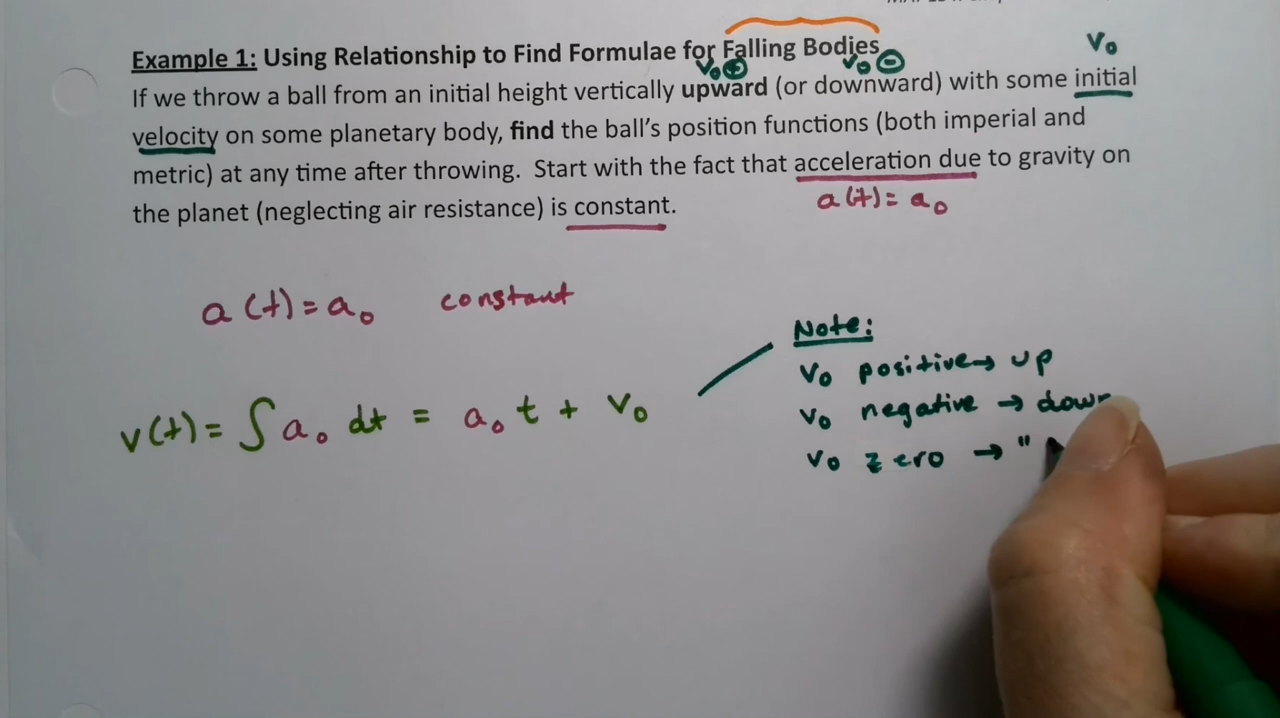 Example 1: Using Relationship to Find Formulae for Falling Bodies
v₀ ⊕ v₀ ⊖ v₀
If we throw a ball from an initial height vertically upward (or downward) with some initial
velocity on some planetary body, find the ball's position functions (both imperial and
metric) at any time after throwing. Start with the fact that acceleration due to gravity on
the planet (neglecting air resistance) is constant.
a(t) = a₀
a(t) = a₀ constant
Note:
v₀ positive → up
v(t) = ∫ a₀ dt = a₀ t + v₀
v₀ negative → down
v₀ zero → "